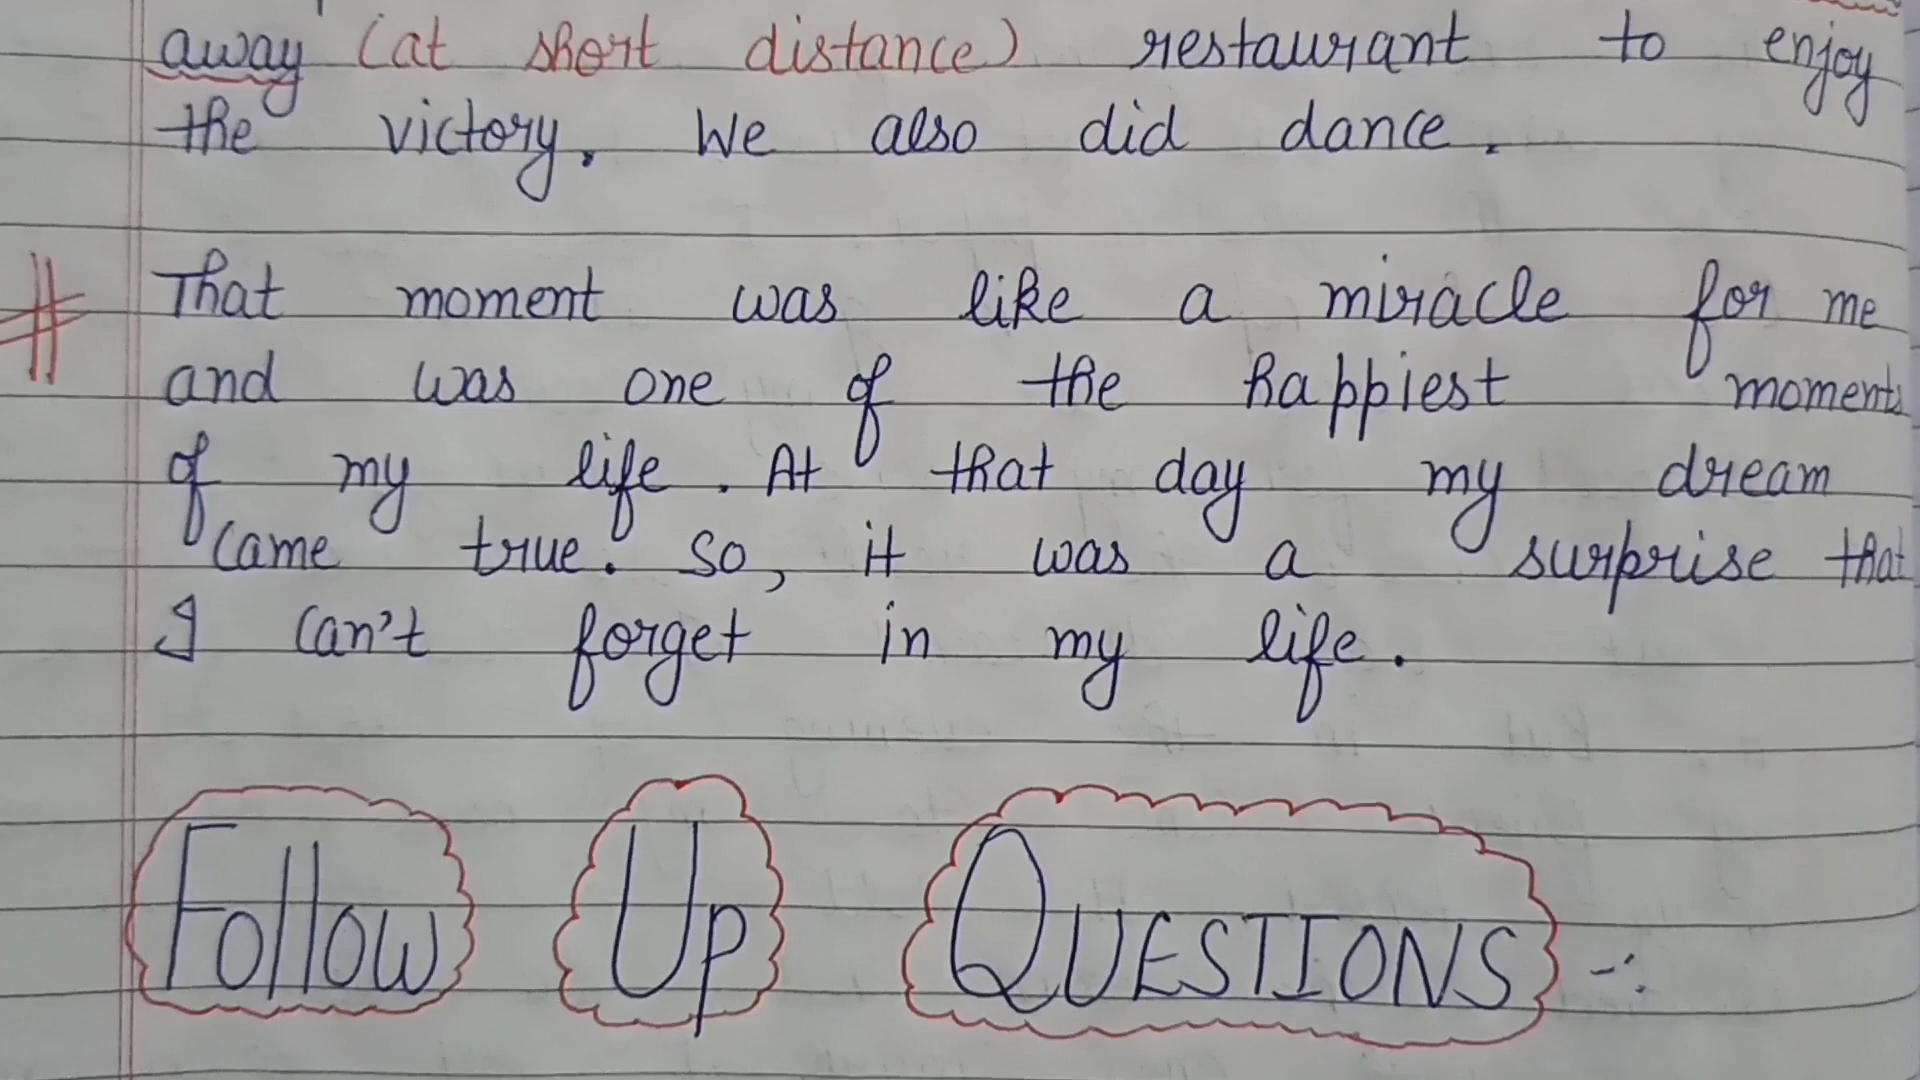 away (at short distance) restaurant to enjoy
the victory. We also did dance.
# That moment was like a miracle for me
and was one of the happiest moments
of my life. At that day my dream
came true. So, it was a surprise that
I can't forget in my life.
Follow Up QUESTIONS -: